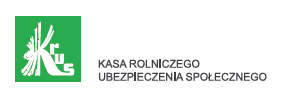 Krus
KASA ROLNICZEGO
UBEZPIECZENIA SPOŁECZNEGO